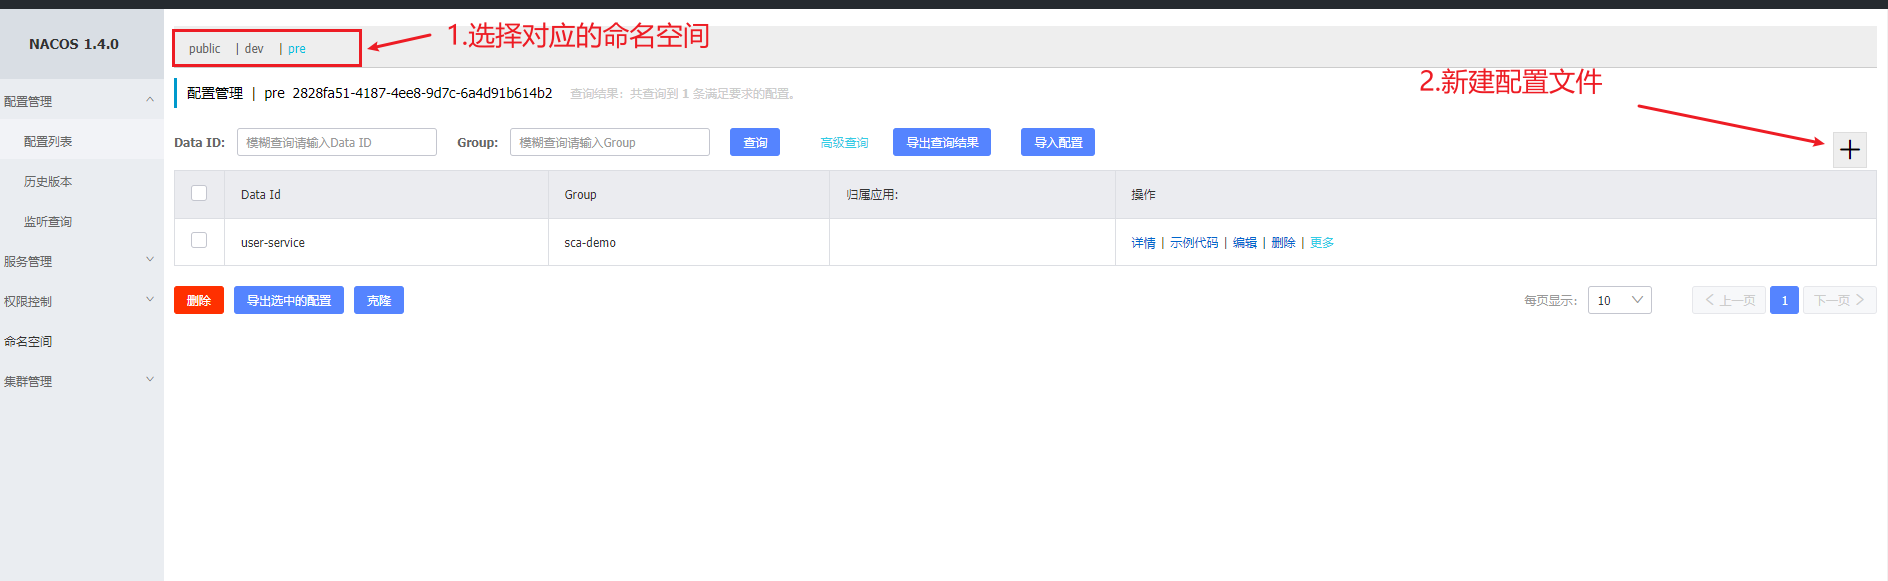 NACOS 1.4.0
public | dev | pre
1.选择对应的命名空间
2.新建配置文件
配置管理
配置列表
历史版本
监听查询
服务管理
权限控制
命名空间
集群管理
配置管理 | pre 2828fa51-4187-4ee8-9d7c-6a4d91b614b2 查询结果：共查询到 1 条满足要求的配置。
Data ID: 模糊查询请输入Data ID Group: 模糊查询请输入Group 查询 高级查询 导出查询结果 导入配置
Data Id Group 归属应用: 操作
user-service sca-demo 详情 | 示例代码 | 编辑 | 删除 | 更多
删除 导出选中的配置 克隆 每页显示: 10 上一页 1 下一页